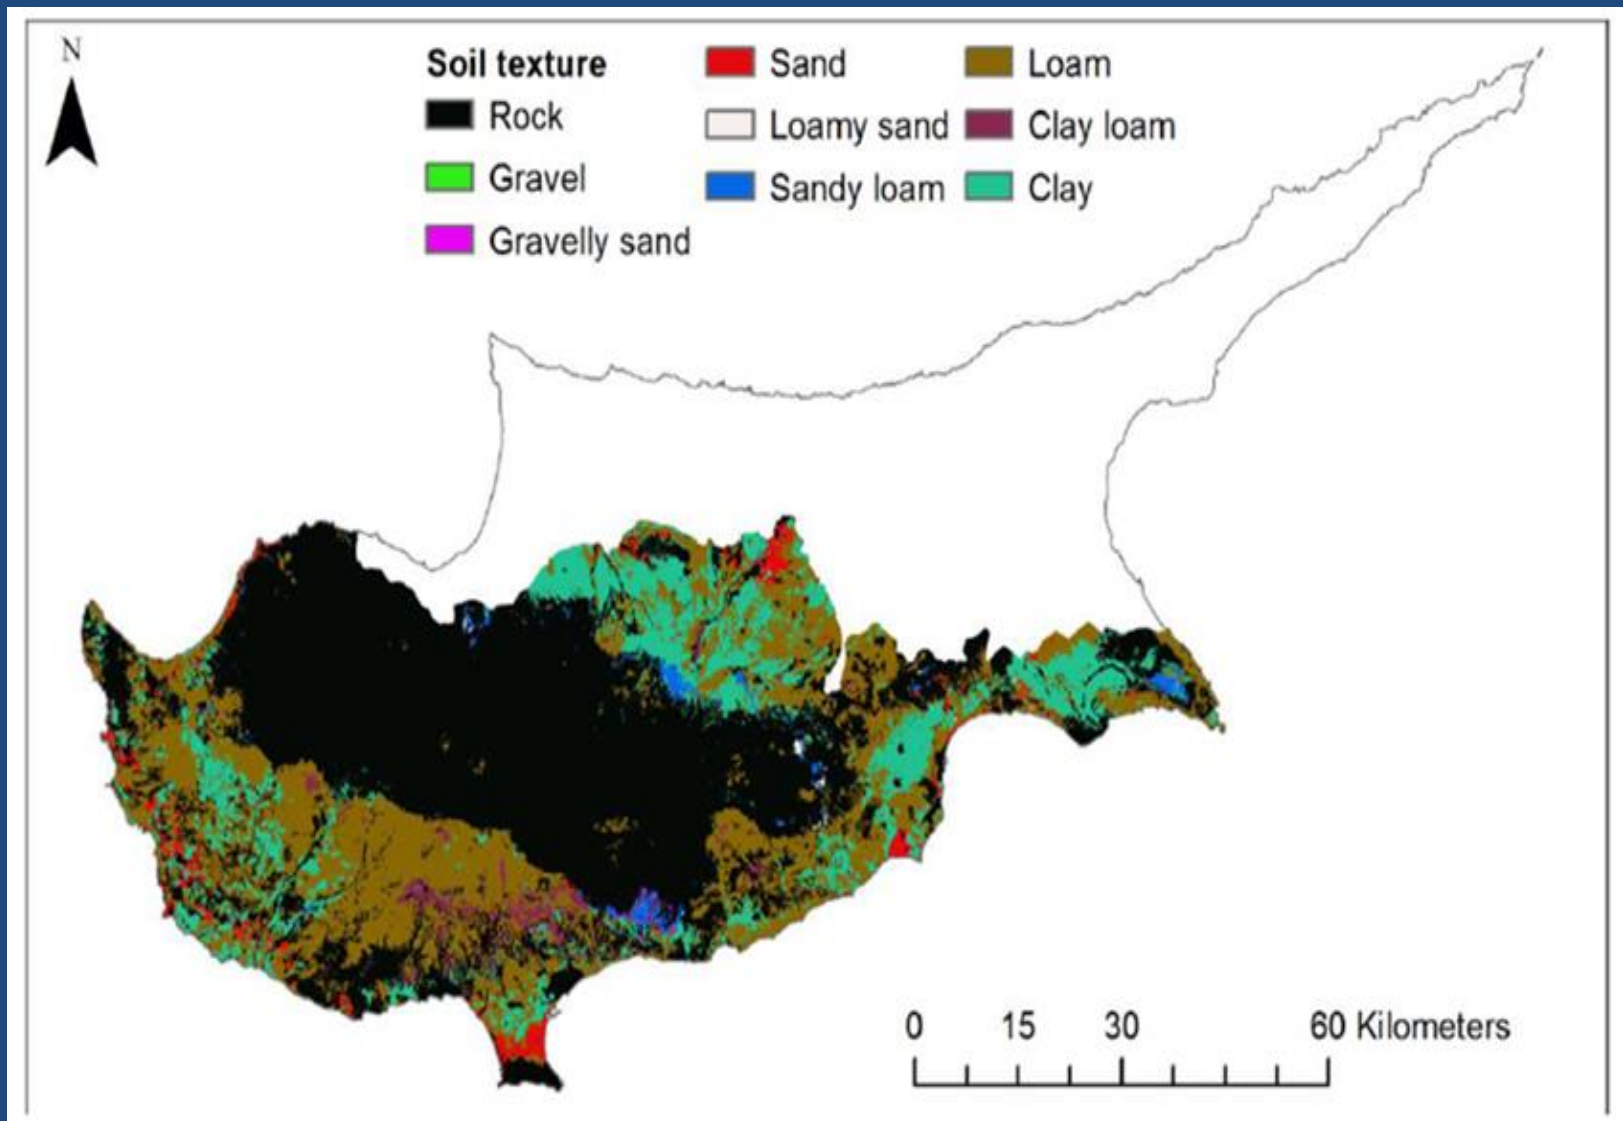 N
Soil texture
Rock
Gravel
Gravelly sand
Sand
Loamy sand
Sandy loam
Loam
Clay loam
Clay
0 15 30 60 Kilometers